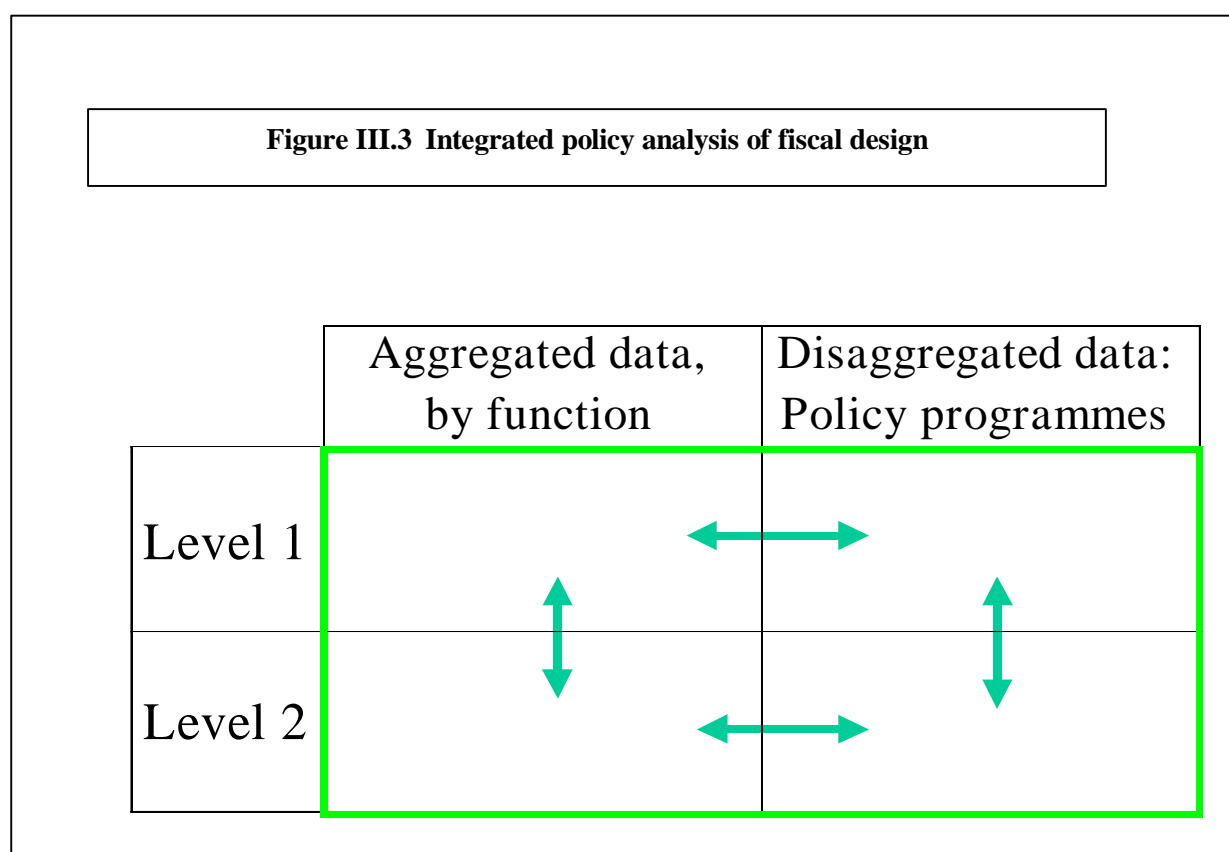 Figure III.3 Integrated policy analysis of fiscal design
Aggregated data,
by function
Disaggregated data:
Policy programmes
Level 1
Level 2